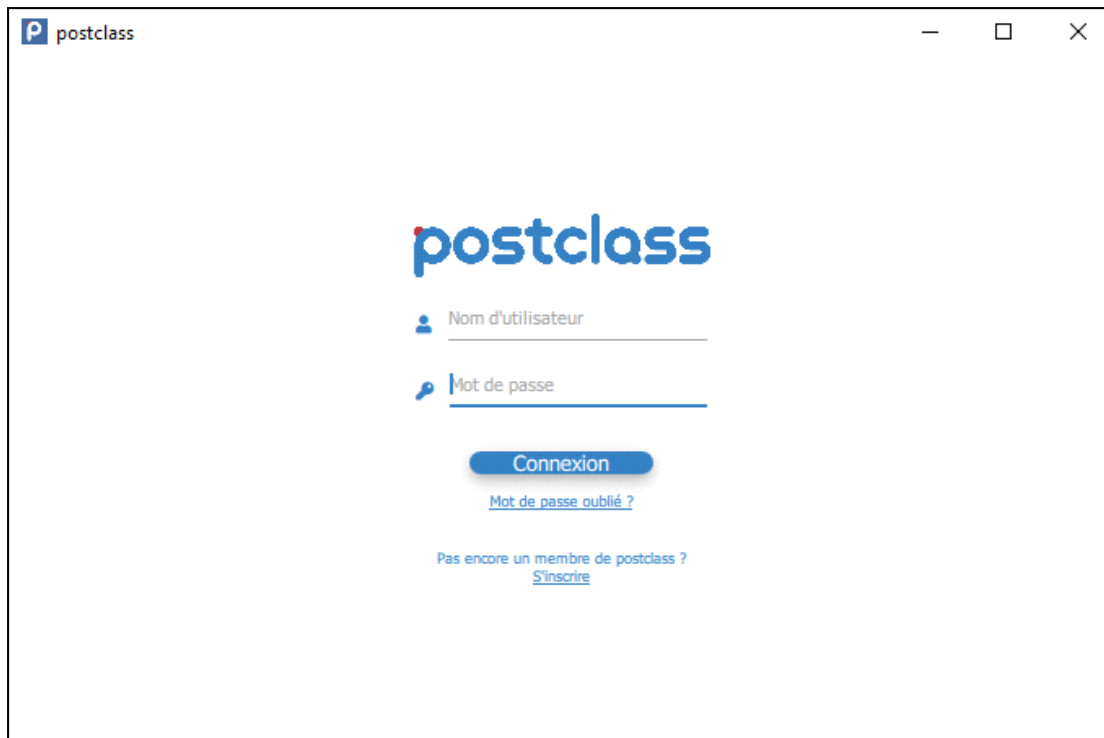 postclass
postclass
Nom d'utilisateur
Mot de passe
Connexion
Mot de passe oublié ?
Pas encore un membre de postclass ?
S'inscrire